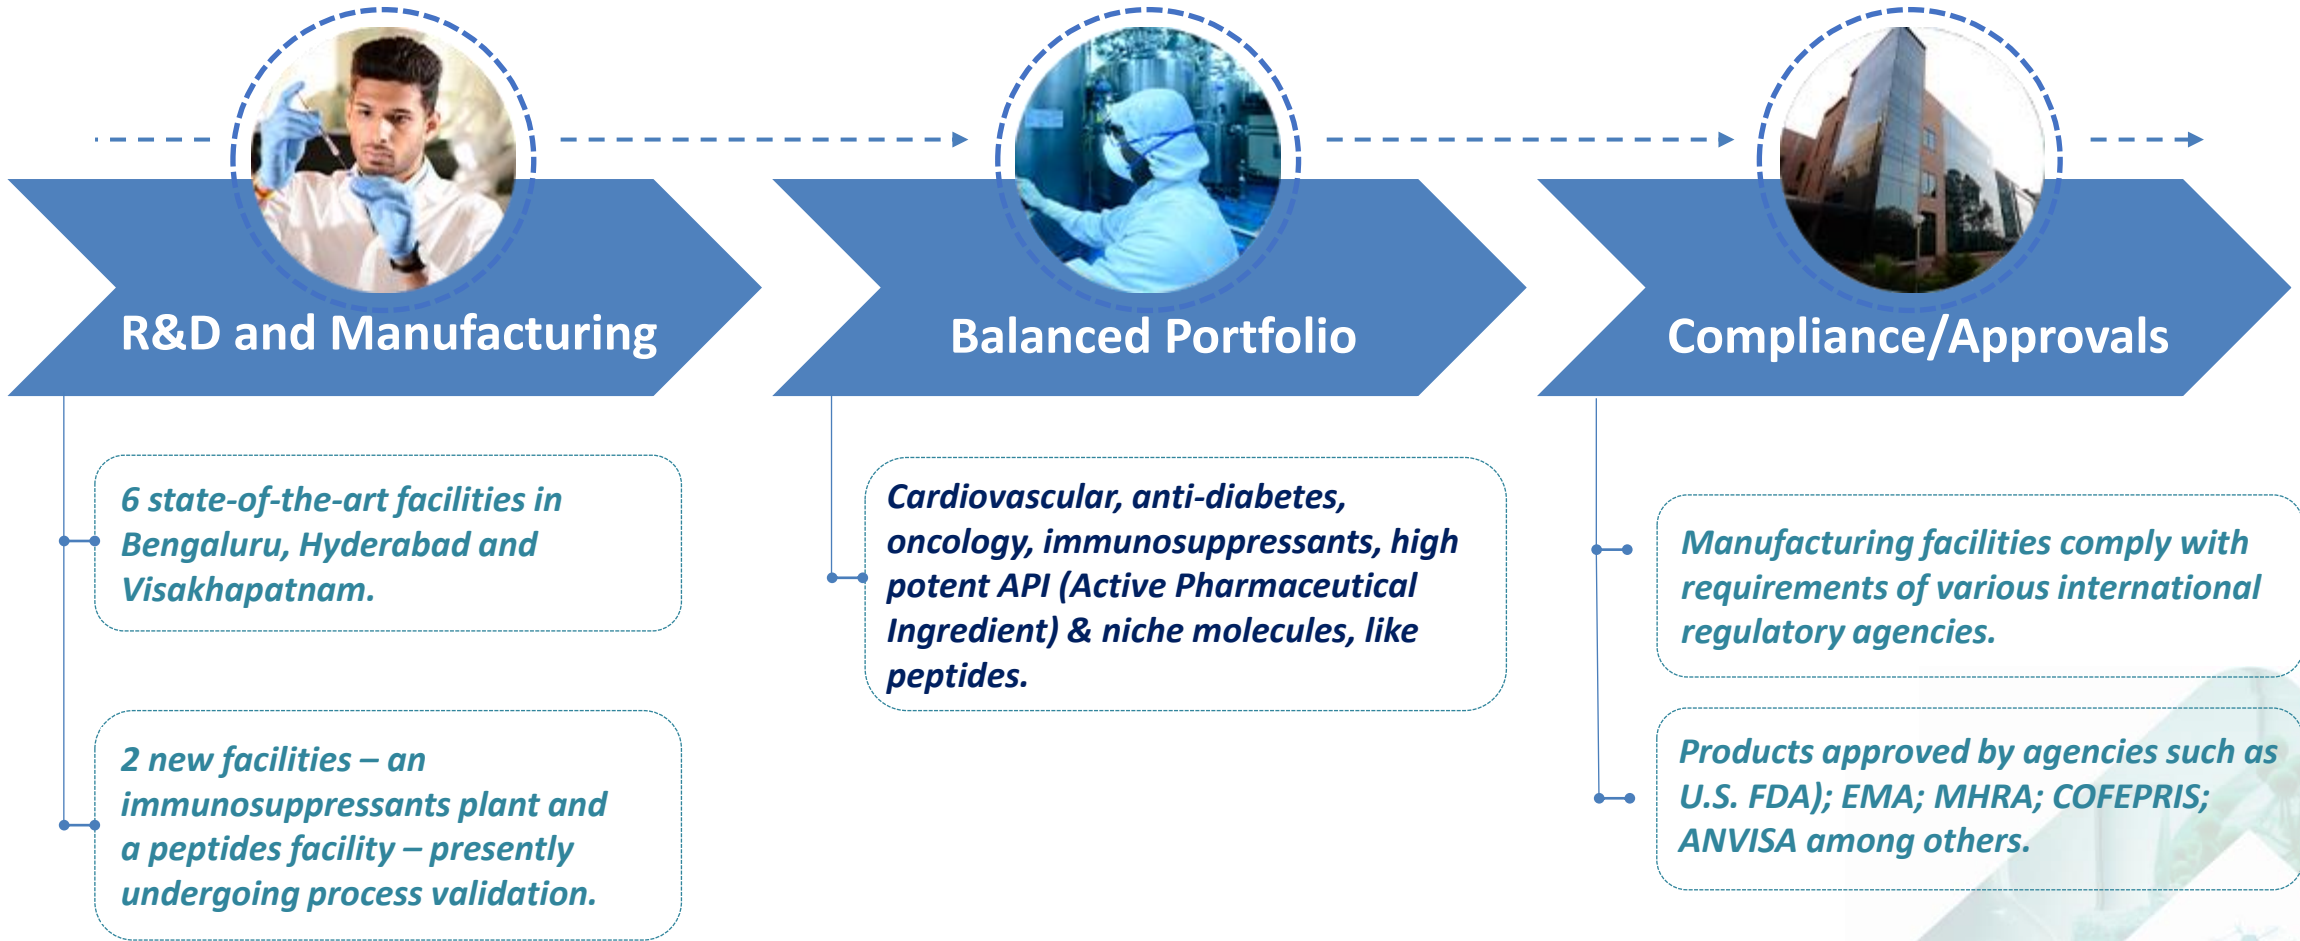 R&D and Manufacturing
6 state-of-the-art facilities in
Bengaluru, Hyderabad and
Visakhapatnam.
2 new facilities – an
immunosuppressants plant and
a peptides facility – presently
undergoing process validation.
Balanced Portfolio
Cardiovascular, anti-diabetes,
oncology, immunosuppressants, high
potent API (Active Pharmaceutical
Ingredient) & niche molecules, like
peptides.
Compliance/Approvals
Manufacturing facilities comply with
requirements of various international
regulatory agencies.
Products approved by agencies such as
U.S. FDA); EMA; MHRA; COFEPRIS;
ANVISA among others.